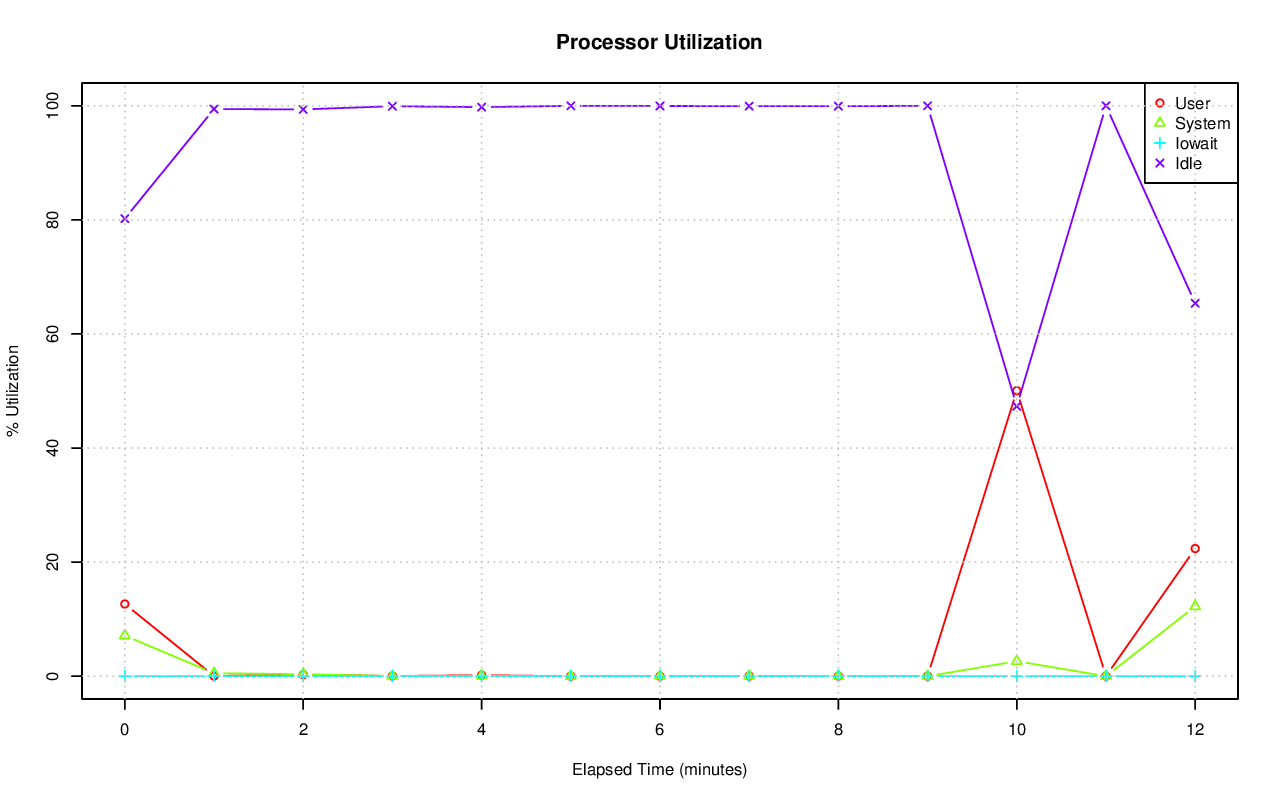 Processor Utilization
% Utilization
100
80
60
40
20
0
User
System
Iowait
Idle
0 2 4 6 8 10 12
Elapsed Time (minutes)